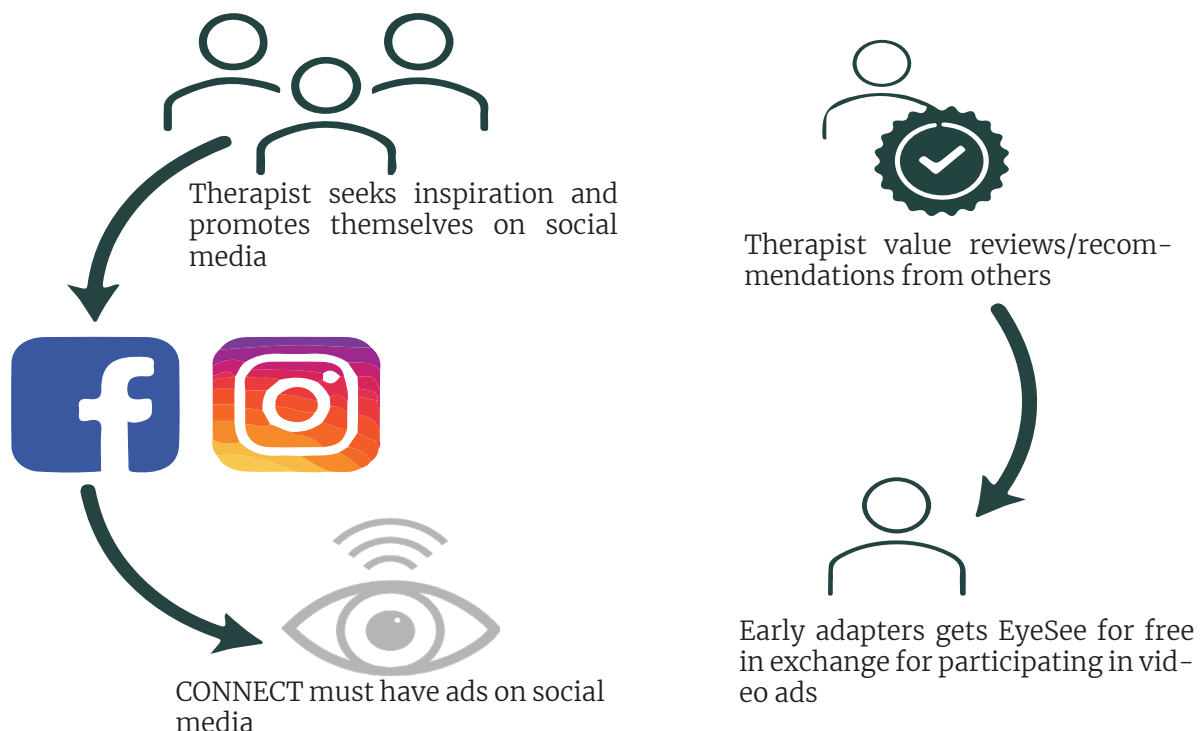 Therapist seeks inspiration and
promotes themselves on social
media
CONNECT must have ads on social
media
Therapist value reviews/recom-
mendations from others
Early adapters gets EyeSee for free
in exchange for participating in vid-
eo ads